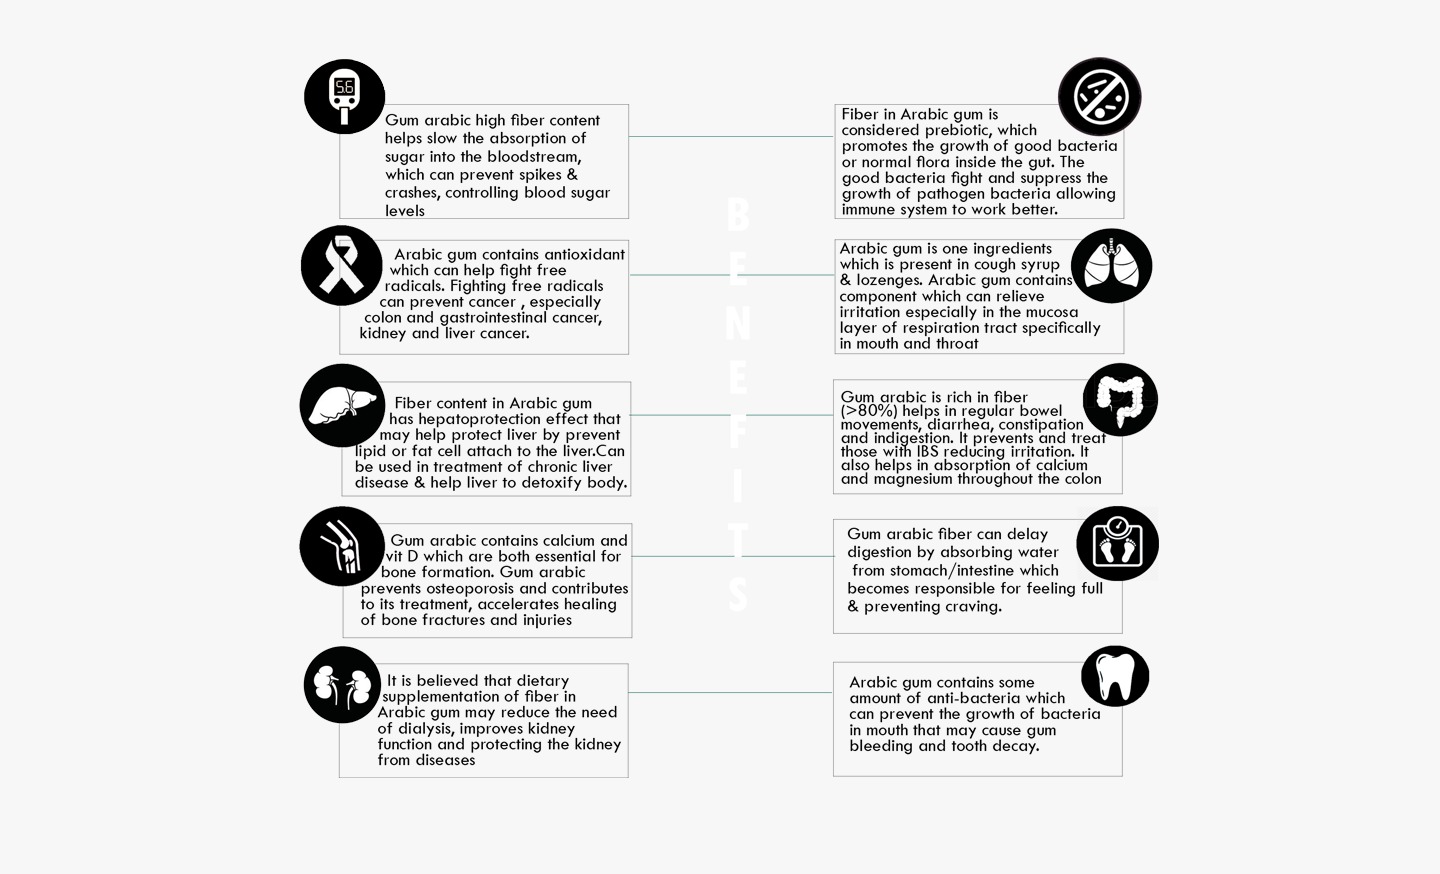 5.6
Gum arabic high fiber content
helps slow the absorption of
sugar into the bloodstream,
which can prevent spikes &
crashes, controlling blood sugar
levels
Arabic gum contains antioxidant
which can help fight free
radicals. Fighting free radicals
can prevent cancer , especially
colon and gastrointestinal cancer,
kidney and liver cancer.
Fiber content in Arabic gum
has hepatoprotection effect that
may help protect liver by prevent
lipid or fat cell attach to the liver.Can
be used in treatment of chronic liver
disease & help liver to detoxify body.
Gum arabic contains calcium and
vit D which are both essential for
bone formation. Gum arabic
prevents osteoporosis and contributes
to its treatment, accelerates healing
of bone fractures and injuries
It is believed that dietary
supplementation of fiber in
Arabic gum may reduce the need
of dialysis, improves kidney
function and protecting the kidney
from diseases
B
E
N
E
F
I
T
S
Fiber in Arabic gum is
considered prebiotic, which
promotes the growth of good bacteria
or normal flora inside the gut. The
good bacteria fight and suppress the
growth of pathogen bacteria allowing
immune system to work better.
Arabic gum is one ingredients
which is present in cough syrup
& lozenges. Arabic gum contains
component which can relieve
irritation especially in the mucosa
layer of respiration tract specifically
in mouth and throat
Gum arabic is rich in fiber
(>80%) helps in regular bowel
movements, diarrhea, constipation
and indigestion. It prevents and treat
those with IBS reducing irritation. It
also helps in absorption of calcium
and magnesium throughout the colon
Gum arabic fiber can delay
digestion by absorbing water
from stomach/intestine which
becomes responsible for feeling full
& preventing craving.
Arabic gum contains some
amount of anti-bacteria which
can prevent the growth of bacteria
in mouth that may cause gum
bleeding and tooth decay.